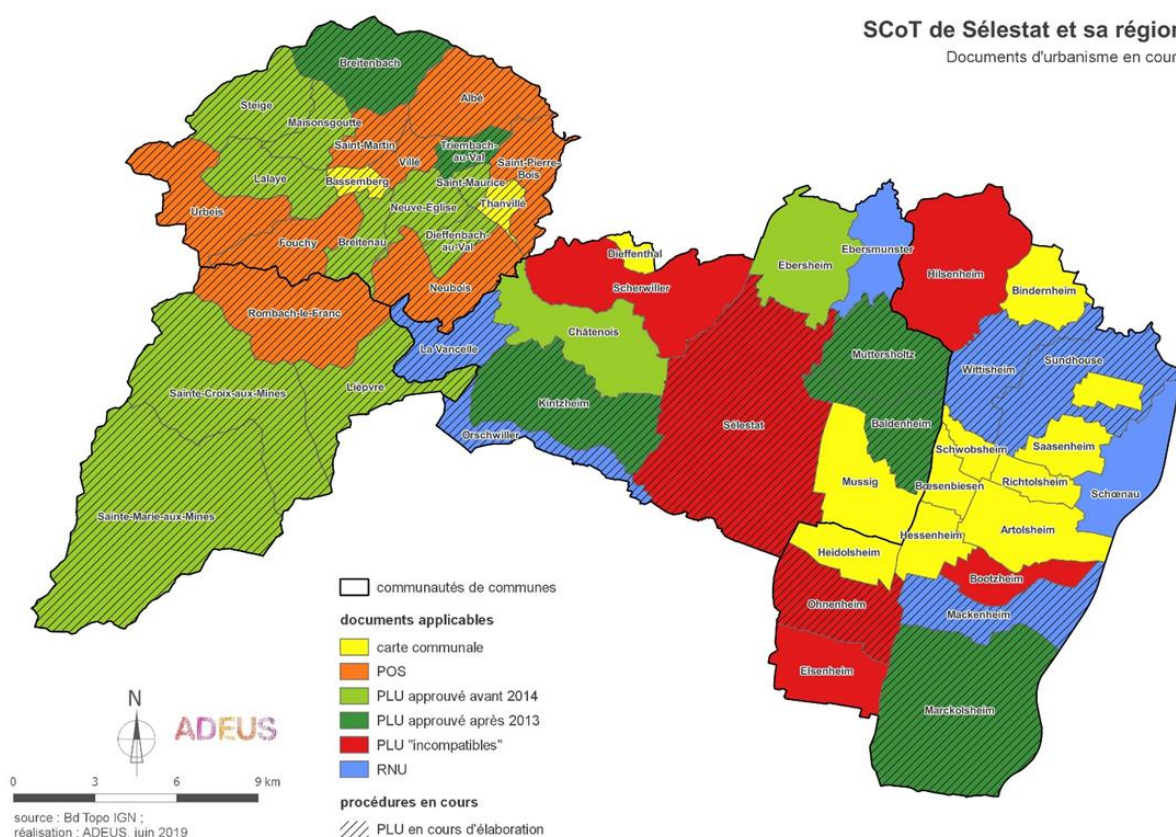 SCoT de Sélestat et sa région
Documents d'urbanisme en cours
Breitenbach
Albé
Steige
Maisonsgoutte
Saint-Martin
Villé
Triembach-
au-Val
Saint-Pierre-
Bois
Lalaye
Bassemberg
Saint-Maurice
Thanvillé
Urbeis
Neuve-Eglise
Fouchy
Breitenau
Dieffenbach-
au-Val
Neubois
Rombach-le-Franc
La Vancelle
Sainte-Croix-aux-Mines
Lièpvre
Sainte-Marie-aux-Mines
Dieffenthal
Scherwiller
Châtenois
Kintzheim
Orschwiller
Sélestat
Ebersheim
Ebersmunster
Hilsenheim
Bindernheim
Muttersholtz
Wittisheim
Sundhouse
Baldenheim
Schwobsheim
Saasenheim
Mussig
Bœsenbiesen
Richtolsheim
Schœnau
Artolsheim
Hessenheim
Heidolsheim
Bootzheim
Ohnenheim
Mackenheim
Elsenheim
Marckolsheim
communautés de communes
documents applicables
carte communale
POS
PLU approuvé avant 2014
PLU approuvé après 2013
PLU "incompatibles"
RNU
procédures en cours
PLU en cours d'élaboration
N
ADEUS
0 3 6 9 km
source : Bd Topo IGN ;
réalisation : ADEUS, juin 2019